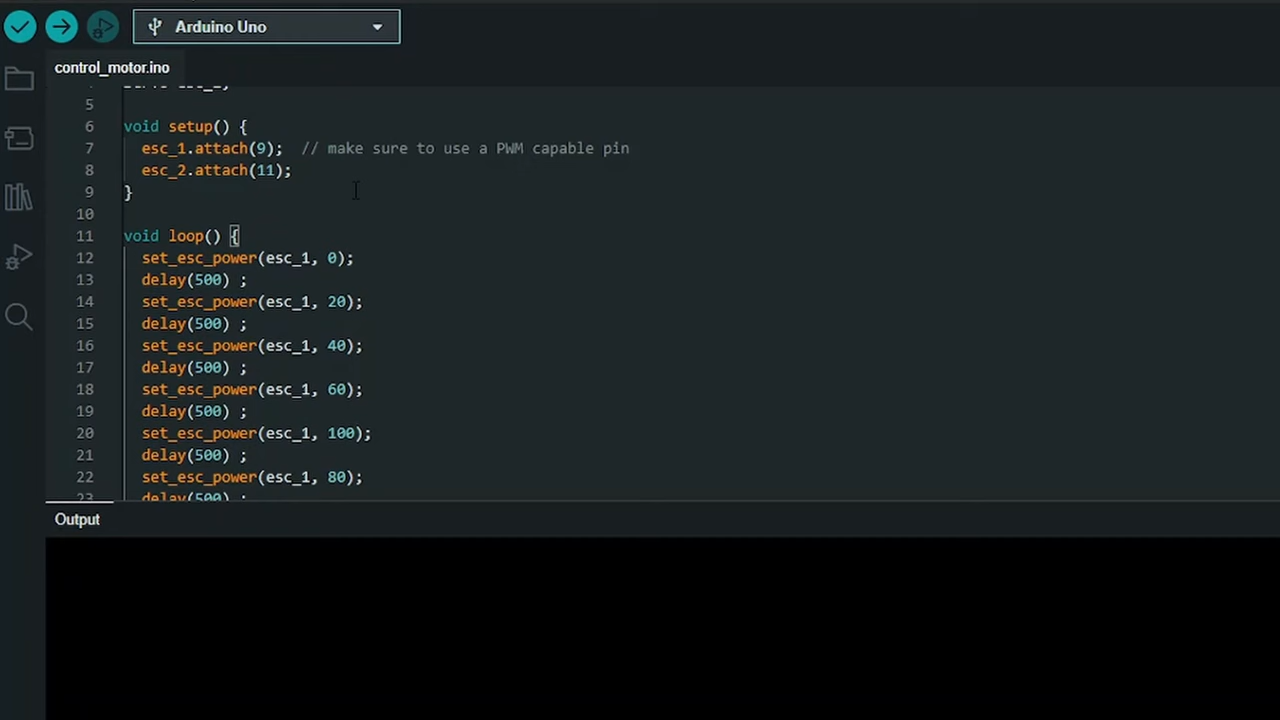 Arduino Uno
control_motor.ino
5
6 void setup() {
7 esc_1.attach(9);  // make sure to use a PWM capable pin
8 esc_2.attach(11);
9 }
10
11 void loop() {
12 set_esc_power(esc_1, 0);
13 delay(500) ;
14 set_esc_power(esc_1, 20);
15 delay(500) ;
16 set_esc_power(esc_1, 40);
17 delay(500) ;
18 set_esc_power(esc_1, 60);
19 delay(500) ;
20 set_esc_power(esc_1, 100);
21 delay(500) ;
22 set_esc_power(esc_1, 80);
23 delay(500) ;
Output